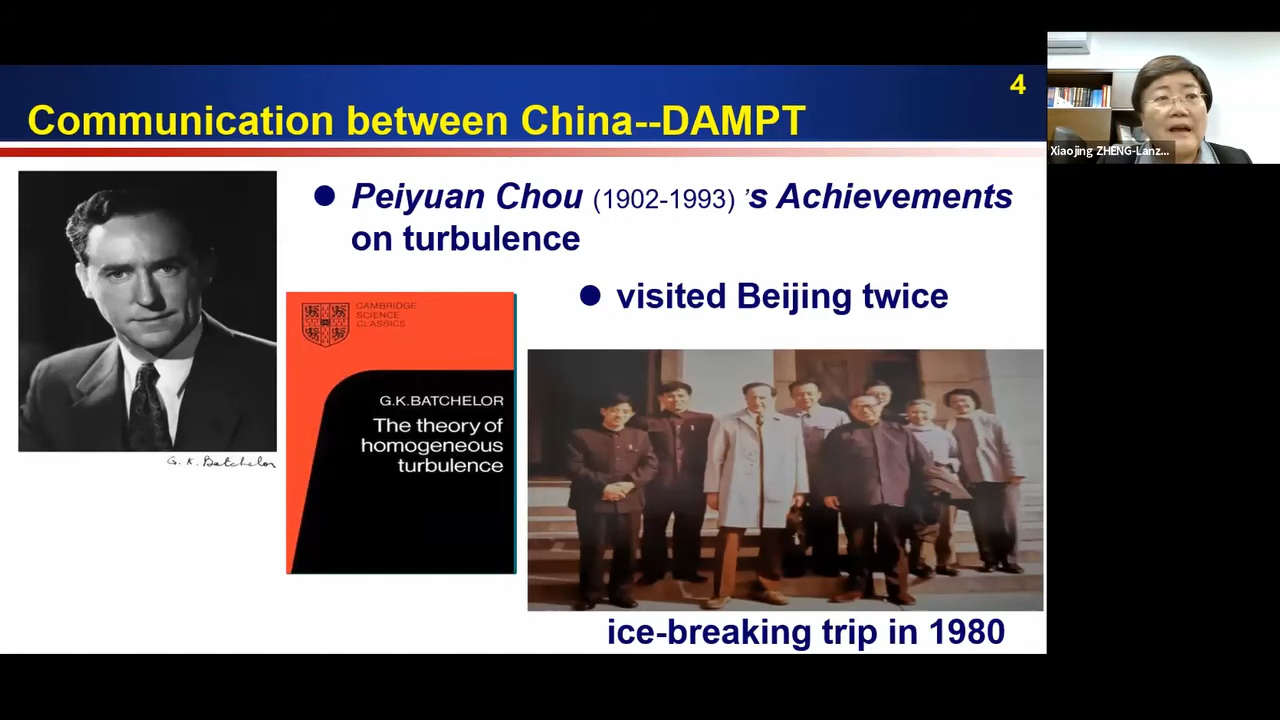 4
Communication between China--DAMPT
Xiaojing ZHENG-Lanz...
● Peiyuan Chou (1902-1993) ’s Achievements
on turbulence
● visited Beijing twice
CAMBRIDGE
SCIENCE
CLASSICS
G.K.BATCHELOR
The theory of
homogeneous
turbulence
G. K. Batchelor
ice-breaking trip in 1980